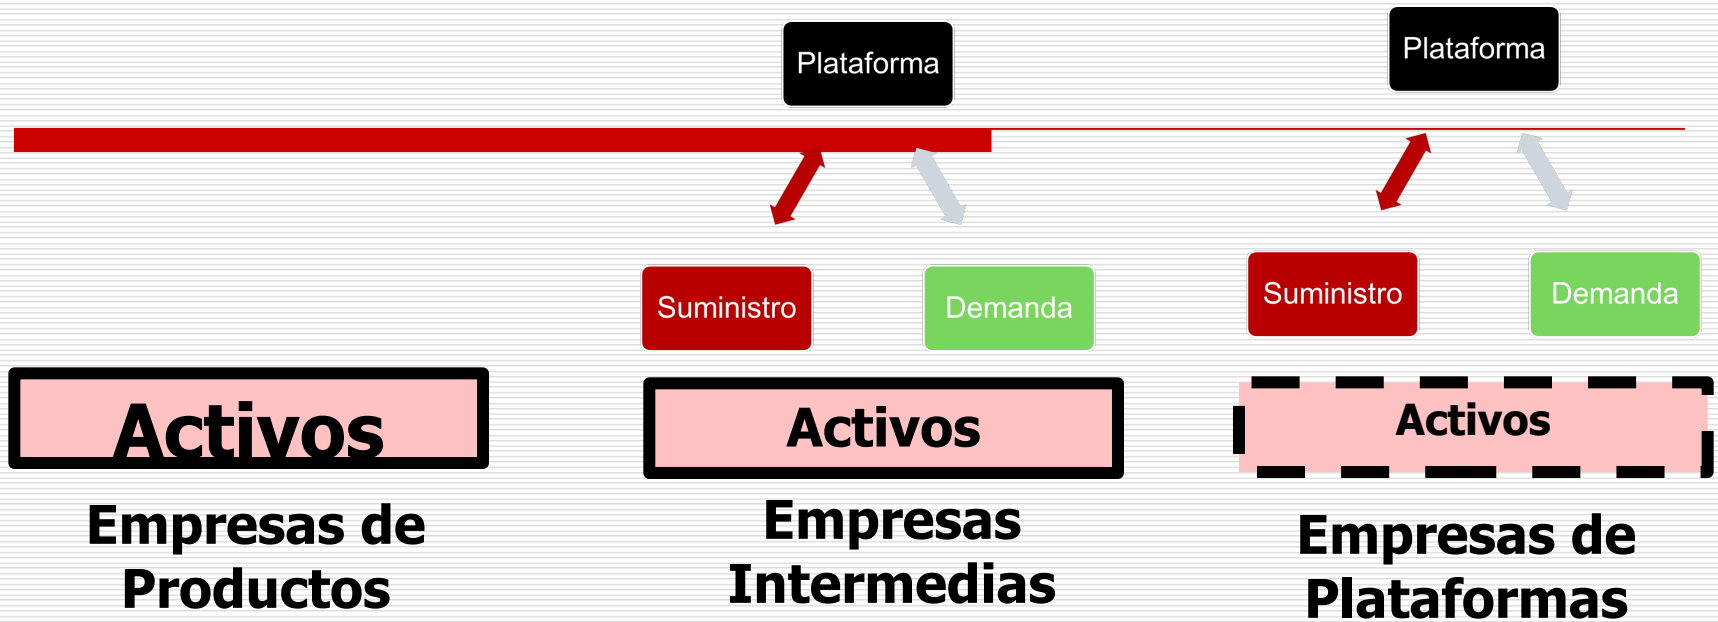 Plataforma
Plataforma
Suministro
Demanda
Suministro
Demanda
Activos
Activos
Activos
Empresas de
Productos
Empresas
Intermedias
Empresas de
Plataformas